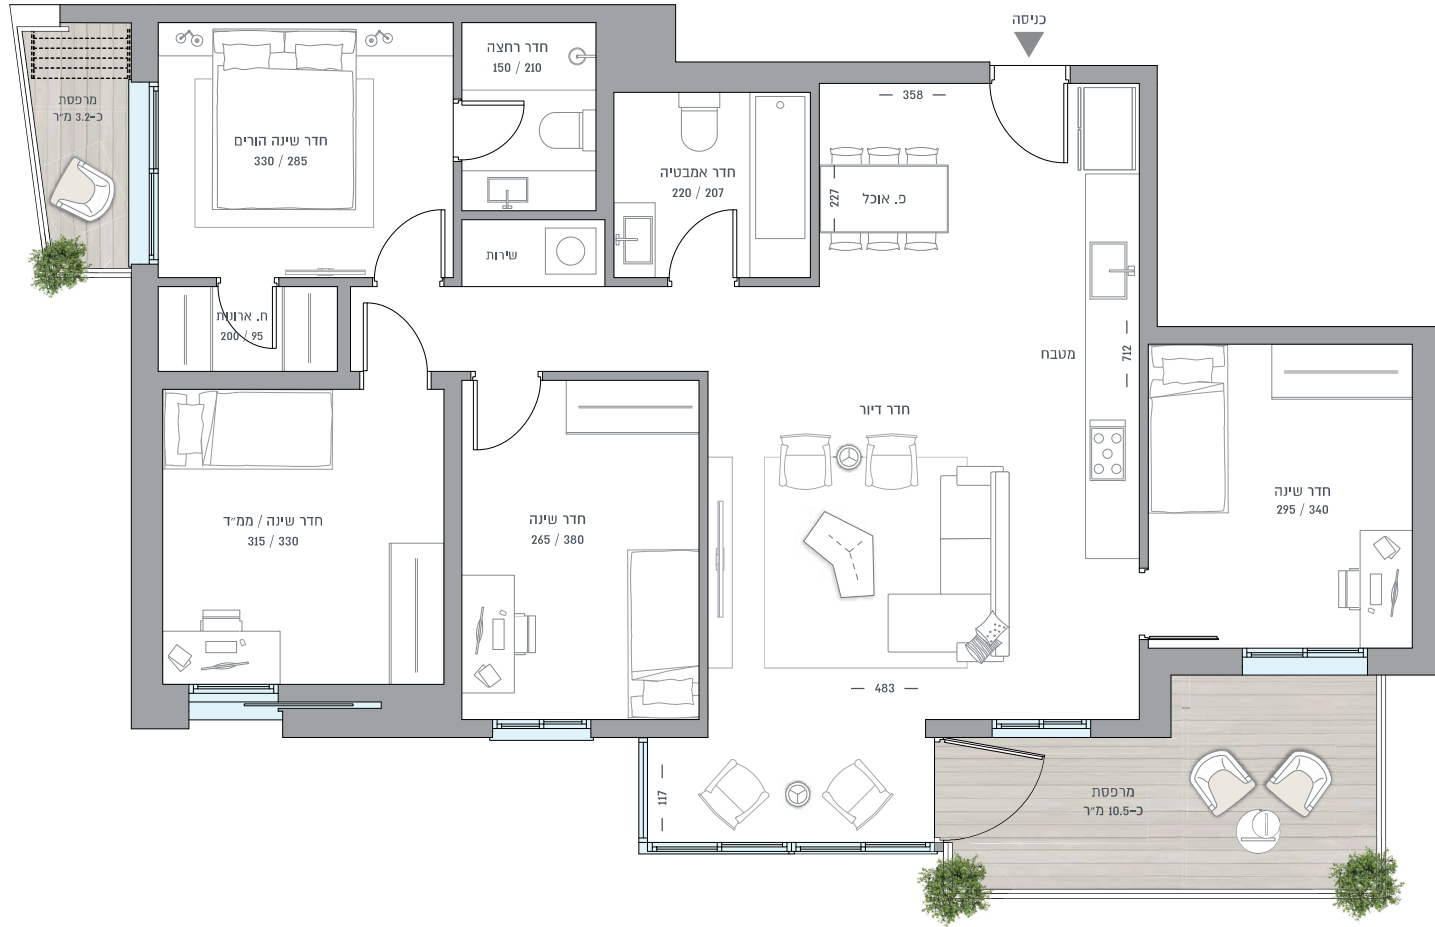 כניסה
חדר רחצה
150 / 210
358
מרפסת
כ-3.2 מ״ר
חדר שינה הורים
330 / 285
חדר אמבטיה
220 / 207
פ. אוכל
227
שירות
ח. ארונות
200 / 95
מטבח
712
חדר דיור
חדר שינה
295 / 340
חדר שינה / ממ״ד
315 / 330
חדר שינה
265 / 380
483
117
מרפסת
כ-10.5 מ״ר